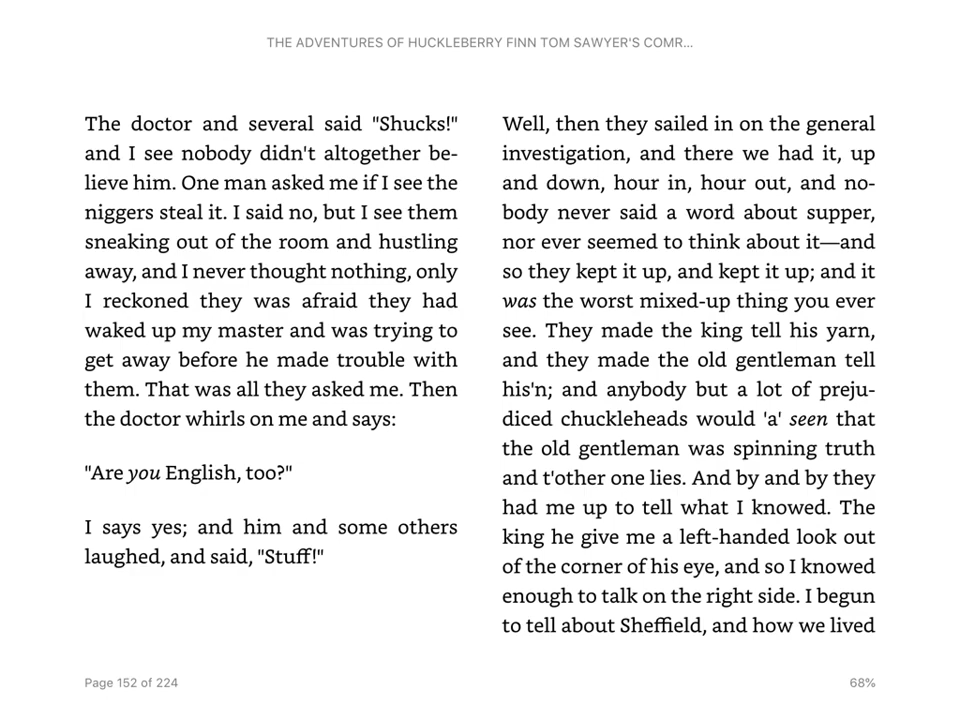 THE ADVENTURES OF HUCKLEBERRY FINN TOM SAWYER'S COMR...
The doctor and several said "Shucks!"
and I see nobody didn't altogether be-
lieve him. One man asked me if I see the
niggers steal it. I said no, but I see them
sneaking out of the room and hustling
away, and I never thought nothing, only
I reckoned they was afraid they had
waked up my master and was trying to
get away before he made trouble with
them. That was all they asked me. Then
the doctor whirls on me and says:
"Are you English, too?"
I says yes; and him and some others
laughed, and said, "Stuff!"
Well, then they sailed in on the general
investigation, and there we had it, up
and down, hour in, hour out, and no-
body never said a word about supper,
nor ever seemed to think about it—and
so they kept it up, and kept it up; and it
was the worst mixed-up thing you ever
see. They made the king tell his yarn,
and they made the old gentleman tell
his'n; and anybody but a lot of preju-
diced chuckleheads would 'a' seen that
the old gentleman was spinning truth
and t'other one lies. And by and by they
had me up to tell what I knowed. The
king he give me a left-handed look out
of the corner of his eye, and so I knowed
enough to talk on the right side. I begun
to tell about Sheffield, and how we lived
Page 152 of 224
68%